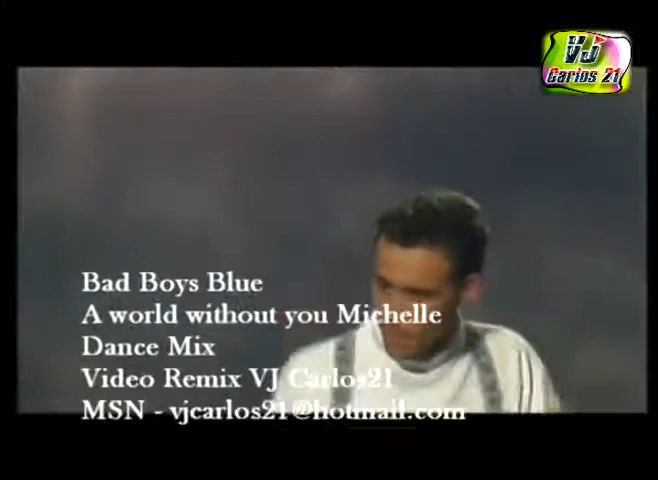 VJ
Carlos 21
Bad Boys Blue
A world without you Michelle
Dance Mix
Video Remix VJ Carlos21
MSN - vjcarlos21@hotmail.com